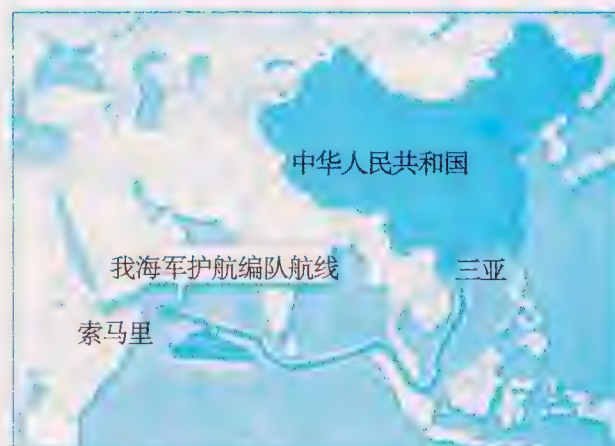 中华人民共和国
我海军护航编队航线
三亚
索马里